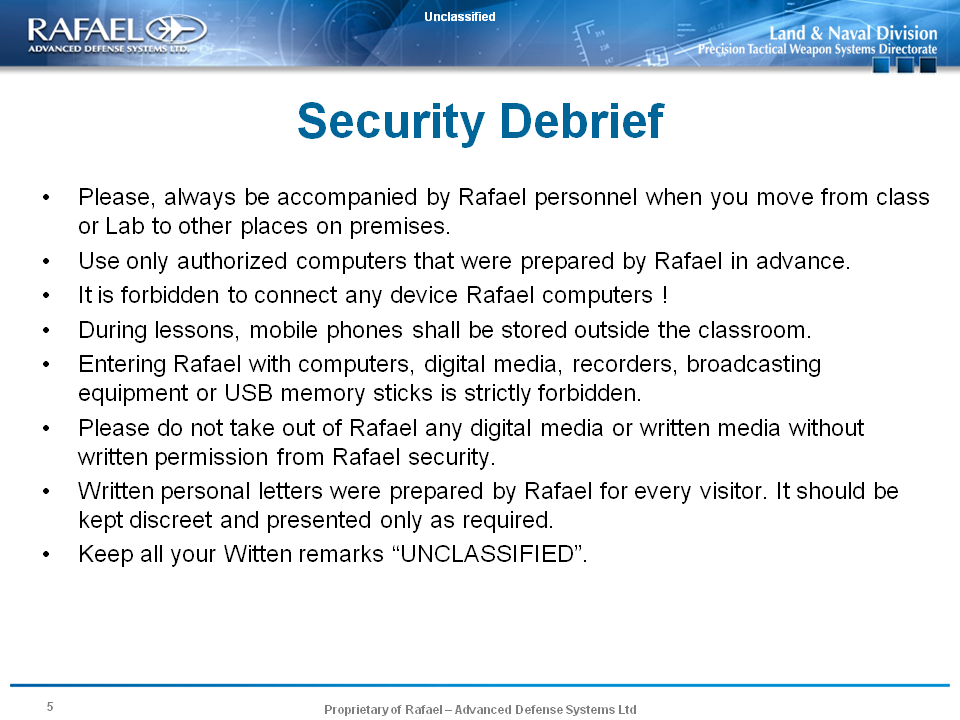 Unclassified
RAFAEL
ADVANCED DEFENSE SYSTEMS LTD.
Land & Naval Division
Precision Tactical Weapon Systems Directorate
Security Debrief
• Please, always be accompanied by Rafael personnel when you move from class
or Lab to other places on premises.
• Use only authorized computers that were prepared by Rafael in advance.
• It is forbidden to connect any device Rafael computers !
• During lessons, mobile phones shall be stored outside the classroom.
• Entering Rafael with computers, digital media, recorders, broadcasting
equipment or USB memory sticks is strictly forbidden.
• Please do not take out of Rafael any digital media or written media without
written permission from Rafael security.
• Written personal letters were prepared by Rafael for every visitor. It should be
kept discreet and presented only as required.
• Keep all your Witten remarks “UNCLASSIFIED”.
5
Proprietary of Rafael – Advanced Defense Systems Ltd